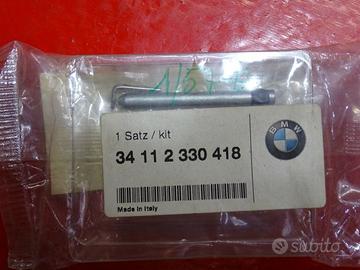 1 Satz / kit
34 11 2 330 418
BMW
Made in Italy
subito